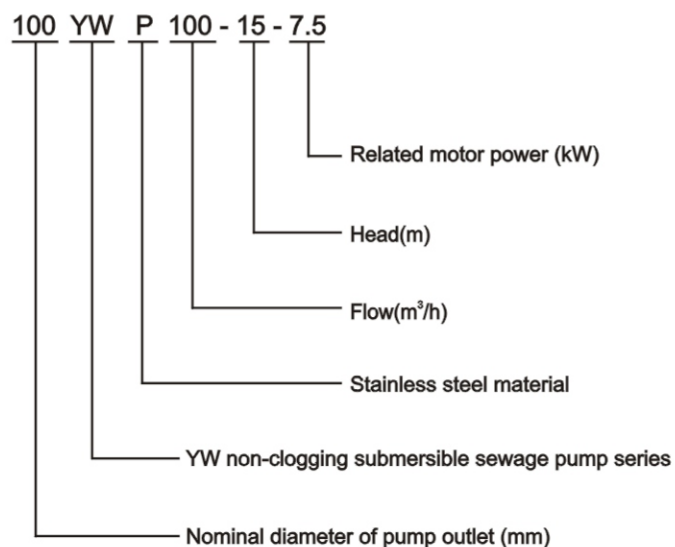 100 YW P 100 - 15 - 7.5
Related motor power (kW)
Head(m)
Flow(m³/h)
Stainless steel material
YW non-clogging submersible sewage pump series
Nominal diameter of pump outlet (mm)